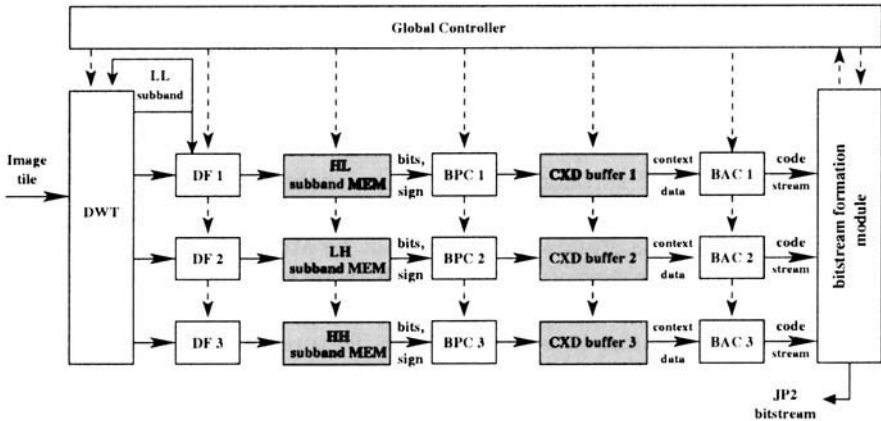 Global Controller
LL
subband
Image
tile
DWT
DF 1
HL
subband MEM
bits,
sign
BPC 1
CXD buffer 1
context
data
BAC 1
code
stream
DF 2
LH
subband MEM
bits,
sign
BPC 2
CXD buffer 2
context
data
BAC 2
code
stream
DF 3
HH
subband MEM
bits,
sign
BPC 3
CXD buffer 3
context
data
BAC 3
code
stream
bitstream formation
module
JP2
bitstream